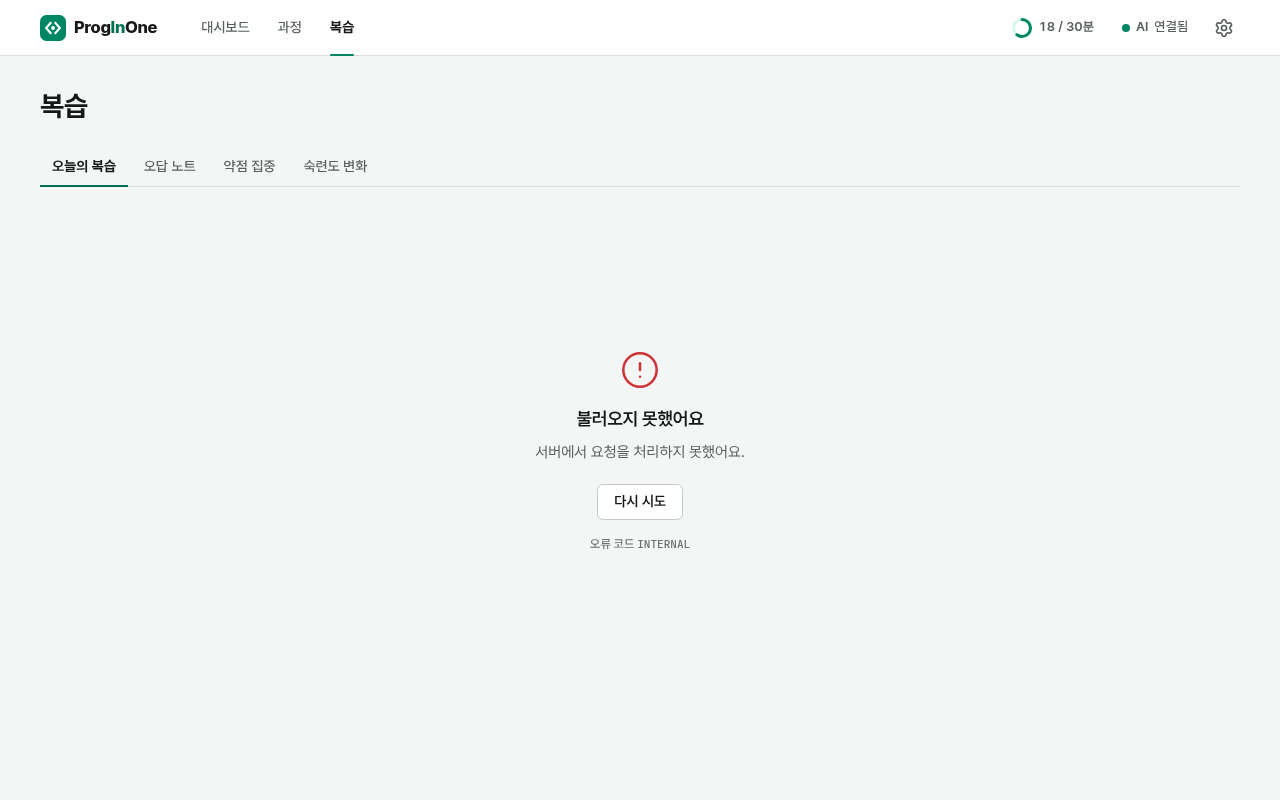 ProgInOne
대시보드
과정
복습
18 / 30분
AI 연결됨
복습
오늘의 복습
오답 노트
약점 집중
숙련도 변화
불러오지 못했어요
서버에서 요청을 처리하지 못했어요.
다시 시도
오류 코드 INTERNAL